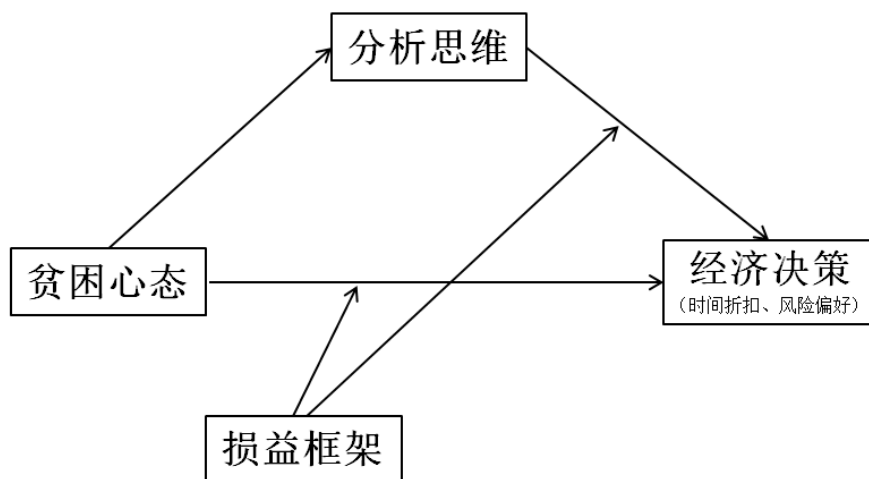 分析思维
贫困心态
经济决策
（时间折扣、风险偏好）
损益框架